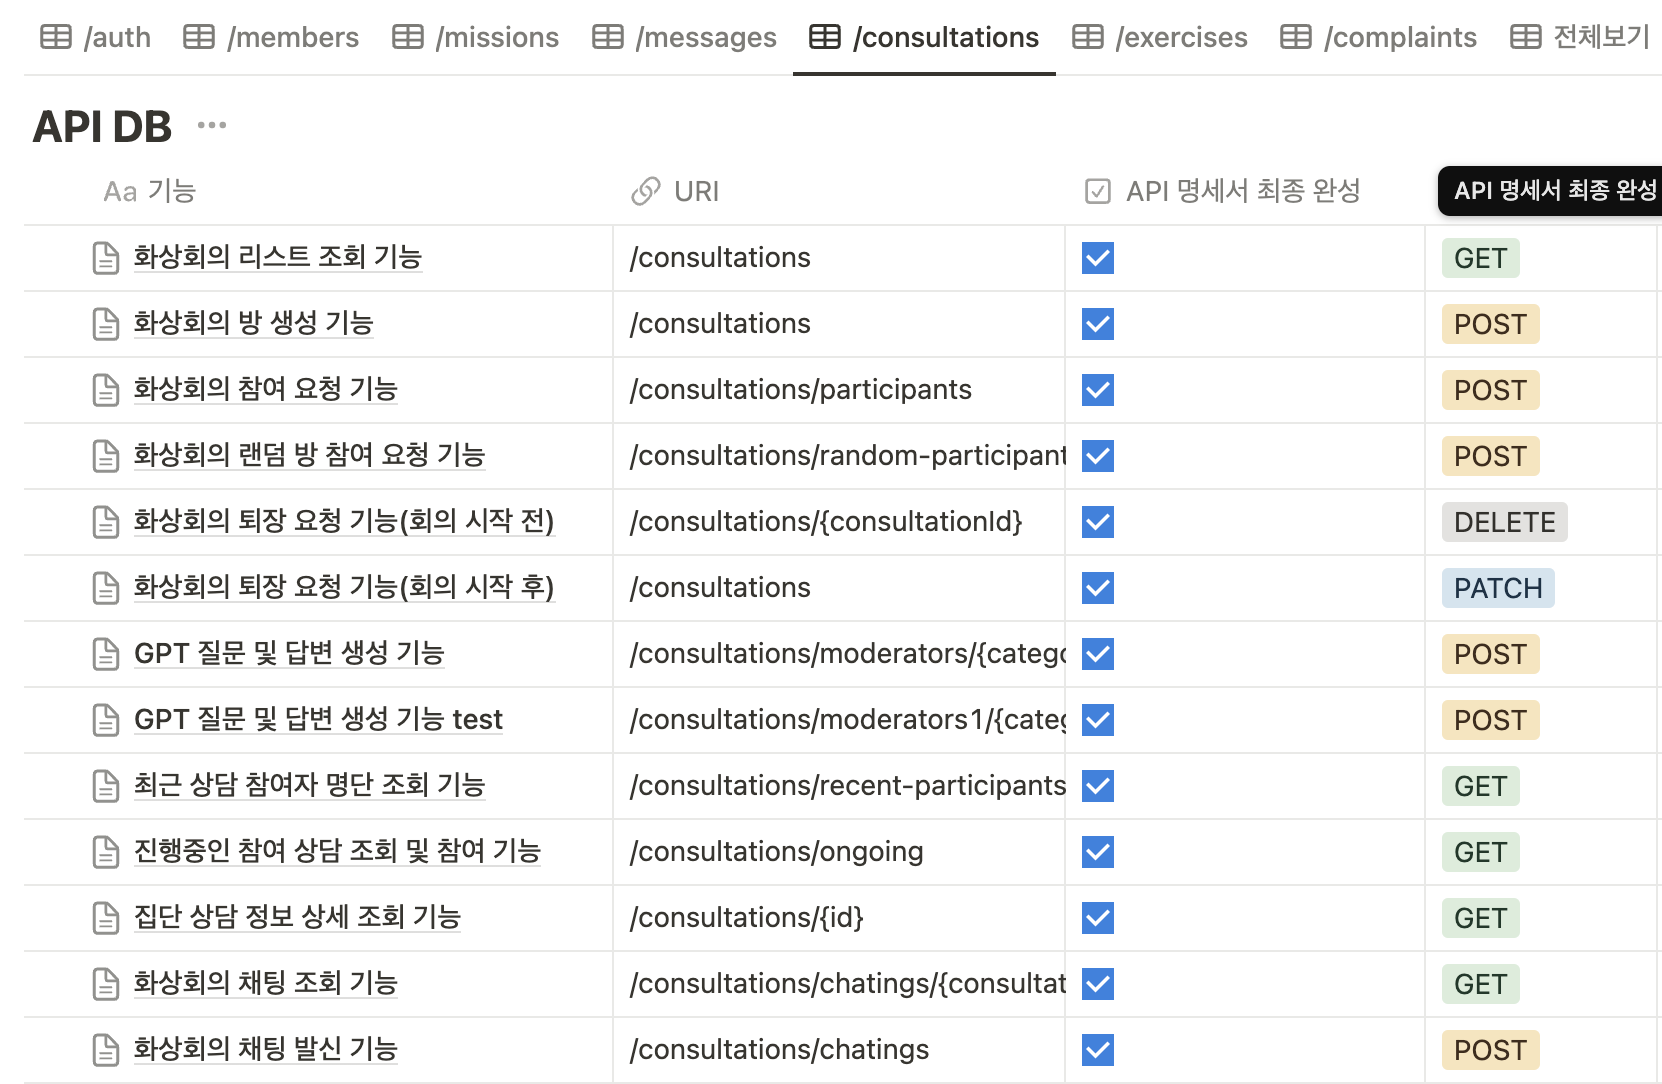 /auth /members /missions /messages /consultations /exercises /complaints 전체보기
API DB ···
Aa 기능 URI API 명세서 최종 완성 API 명세서 최종 완성
화상회의 리스트 조회 기능 /consultations GET
화상회의 방 생성 기능 /consultations POST
화상회의 참여 요청 기능 /consultations/participants POST
화상회의 랜덤 방 참여 요청 기능 /consultations/random-participant POST
화상회의 퇴장 요청 기능(회의 시작 전) /consultations/{consultationId} DELETE
화상회의 퇴장 요청 기능(회의 시작 후) /consultations PATCH
GPT 질문 및 답변 생성 기능 /consultations/moderators/{catego POST
GPT 질문 및 답변 생성 기능 test /consultations/moderators1/{categ POST
최근 상담 참여자 명단 조회 기능 /consultations/recent-participants GET
진행중인 참여 상담 조회 및 참여 기능 /consultations/ongoing GET
집단 상담 정보 상세 조회 기능 /consultations/{id} GET
화상회의 채팅 조회 기능 /consultations/chatings/{consultat GET
화상회의 채팅 발신 기능 /consultations/chatings POST